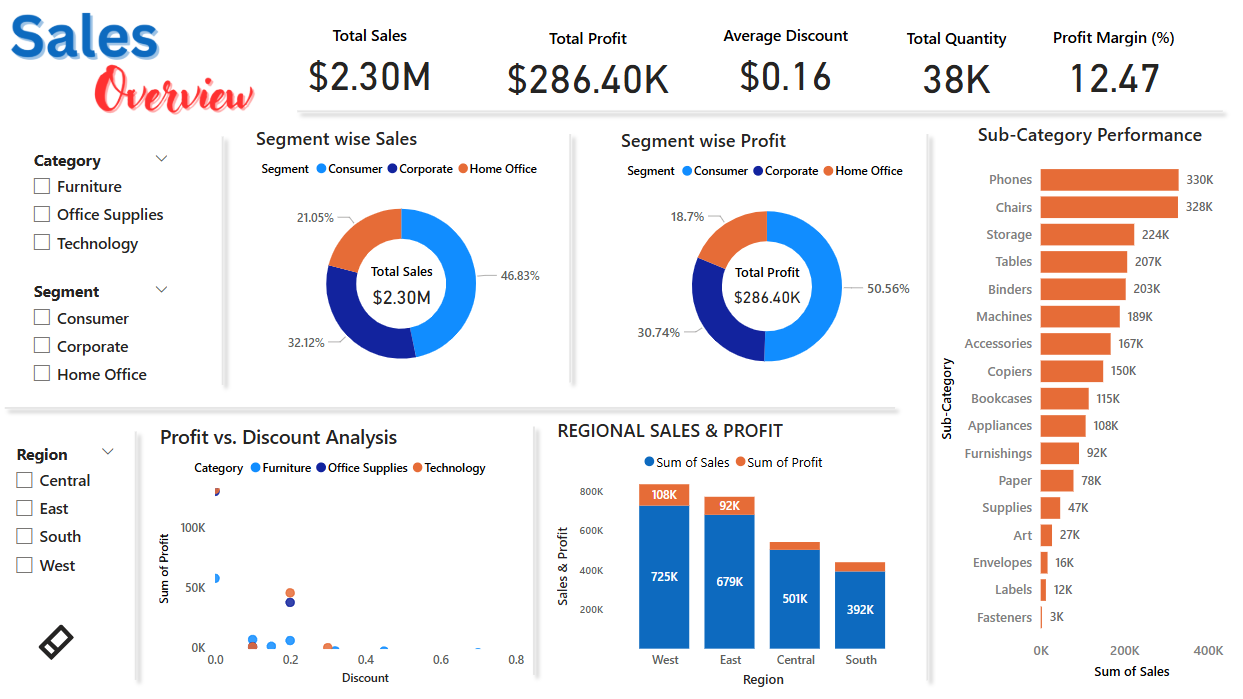 Sales
Overview
Total Sales
$2.30M
Total Profit
$286.40K
Average Discount
$0.16
Total Quantity
38K
Profit Margin (%)
12.47
Category
Furniture
Office Supplies
Technology
Segment
Consumer
Corporate
Home Office
Segment wise Sales
Segment Consumer Corporate Home Office
21.05%
46.83%
32.12%
Total Sales
$2.30M
Segment wise Profit
Segment Consumer Corporate Home Office
18.7%
50.56%
30.74%
Total Profit
$286.40K
Sub-Category Performance
Sub-Category
Phones 330K
Chairs 328K
Storage 224K
Tables 207K
Binders 203K
Machines 189K
Accessories 167K
Copiers 150K
Bookcases 115K
Appliances 108K
Furnishings 92K
Paper 78K
Supplies 47K
Art 27K
Envelopes 16K
Labels 12K
Fasteners 3K
0K 200K 400K
Sum of Sales
Region
Central
East
South
West
Profit vs. Discount Analysis
Category Furniture Office Supplies Technology
Sum of Profit
100K
50K
0K
0.0 0.2 0.4 0.6 0.8
Discount
REGIONAL SALES & PROFIT
Sum of Sales Sum of Profit
Sales & Profit
800K
600K
400K
200K
108K
92K
725K
679K
501K
392K
West East Central South
Region